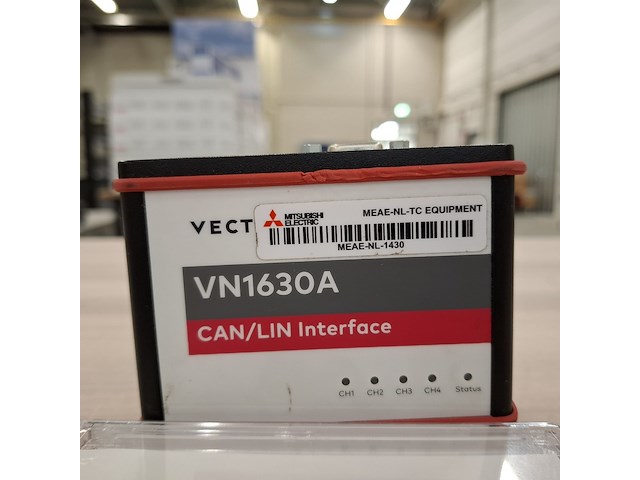 VECT
MITSUBISHI
ELECTRIC
MEAE-NL-TC EQUIPMENT
MEAE-NL-1430
VN1630A
CAN/LIN Interface
CH1 CH2 CH3 CH4 Status